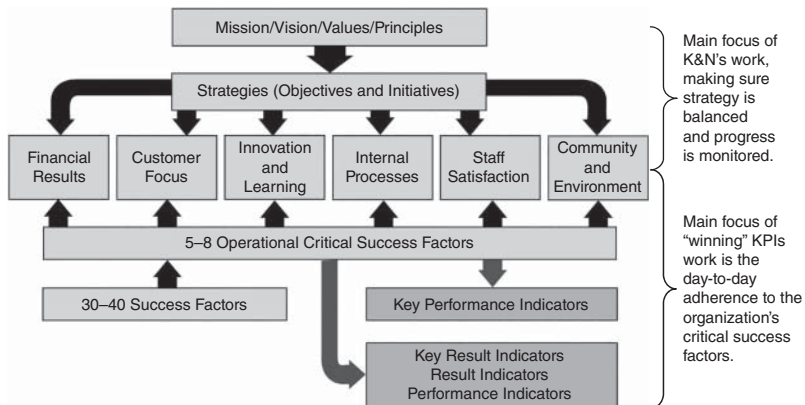 Mission/Vision/Values/Principles
Strategies (Objectives and Initiatives)
Financial
Results
Customer
Focus
Innovation
and
Learning
Internal
Processes
Staff
Satisfaction
Community
and
Environment
5–8 Operational Critical Success Factors
30–40 Success Factors
Key Performance Indicators
Key Result Indicators
Result Indicators
Performance Indicators
Main focus of
K&N's work,
making sure
strategy is
balanced
and progress
is monitored.
Main focus of
“winning” KPIs
work is the
day-to-day
adherence to the
organization's
critical success
factors.